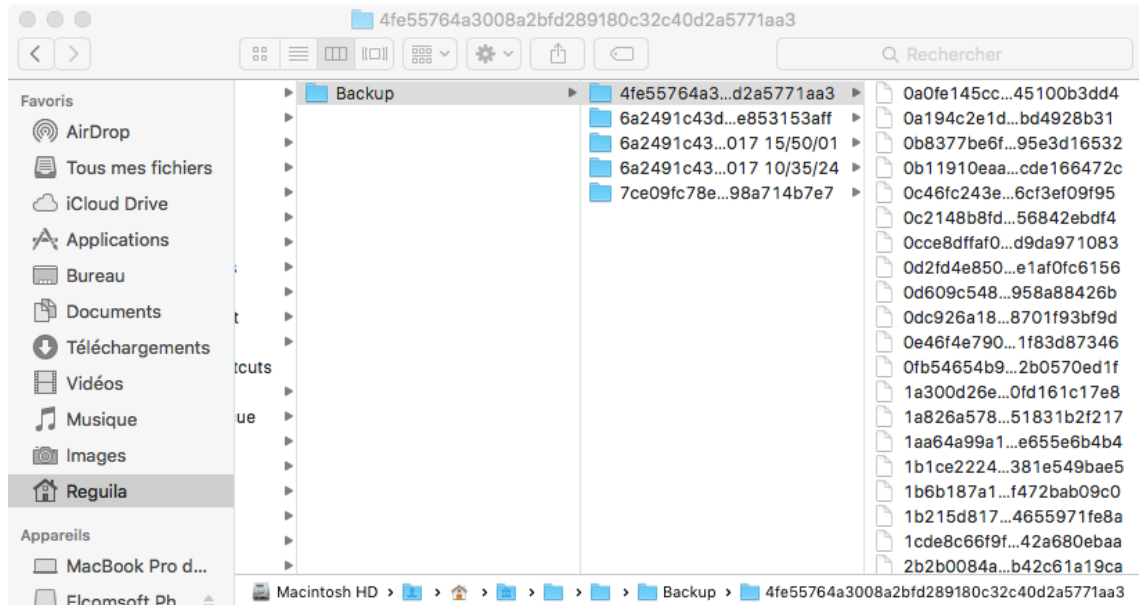 4fe55764a3008a2bfd289180c32c40d2a5771aa3
Rechercher
Favoris
AirDrop
Tous mes fichiers
iCloud Drive
Applications
Bureau
Documents
Téléchargements
Vidéos
Musique
Images
Reguila
Appareils
MacBook Pro d...
Elcomsoft Ph
s
t
tcuts
ue
Backup
4fe55764a3...d2a5771aa3
6a2491c43d...e853153aff
6a2491c43...017 15/50/01
6a2491c43...017 10/35/24
7ce09fc78e...98a714b7e7
0a0fe145cc...45100b3dd4
0a194c2e1d...bd4928b31
0b8377be6f...95e3d16532
0b11910eaa...cde166472c
0c46fc243e...6cf3ef09f95
0c2148b8fd...56842ebdf4
0cce8dffaf0...d9da971083
0d2fd4e850...e1af0fc6156
0d609c548...958a88426b
0dc926a18...8701f93bf9d
0e46f4e790...1f83d87346
0fb54654b9...2b0570ed1f
1a300d26e...0fd161c17e8
1a826a578...51831b2f217
1aa64a99a1...e655e6b4b4
1b1ce2224...381e549bae5
1b6b187a1...f472bab09c0
1b215d817...4655971fe8a
1cde8c66f9f...42a680ebaa
2b2b0084a...b42c61a19ca
Macintosh HD › › › › › › Backup › 4fe55764a3008a2bfd289180c32c40d2a5771aa3